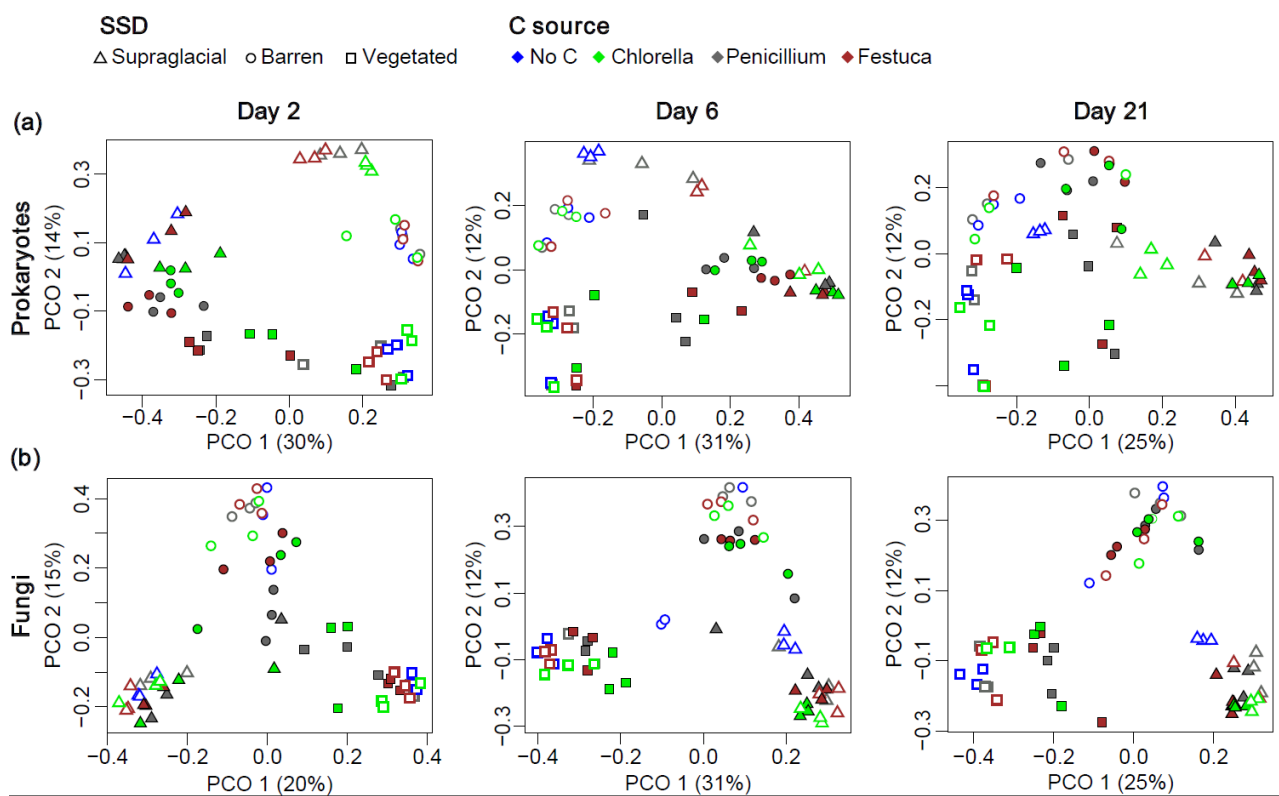 SSD C source
Supraglacial Barren Vegetated No C Chlorella Penicillium Festuca
Day 2 Day 6 Day 21
(a)
Prokaryotes
PCO 2 (14%)
0.3
0.1
−0.1
−0.3
−0.4 −0.2 0.0 0.2
PCO 1 (30%)
PCO 2 (12%)
0.2
0.0
−0.2
−0.2 0.0 0.2 0.4
PCO 1 (31%)
PCO 2 (12%)
0.2
0.0
−0.2
−0.2 0.0 0.2 0.4
PCO 1 (25%)
(b)
Fungi
PCO 2 (15%)
0.4
0.2
0.0
−0.2
−0.4 −0.2 0.0 0.2 0.4
PCO 1 (20%)
PCO 2 (12%)
0.3
0.1
−0.1
−0.3
−0.4 −0.2 0.0 0.2
PCO 1 (31%)
PCO 2 (12%)
0.3
0.1
−0.1
−0.3
−0.4 −0.2 0.0 0.2
PCO 1 (25%)